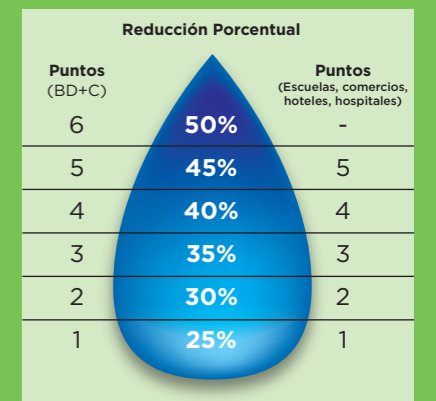 Reducción Porcentual
Puntos
(BD+C)
Puntos
(Escuelas, comercios,
hoteles, hospitales)
6 50% -
5 45% 5
4 40% 4
3 35% 3
2 30% 2
1 25% 1